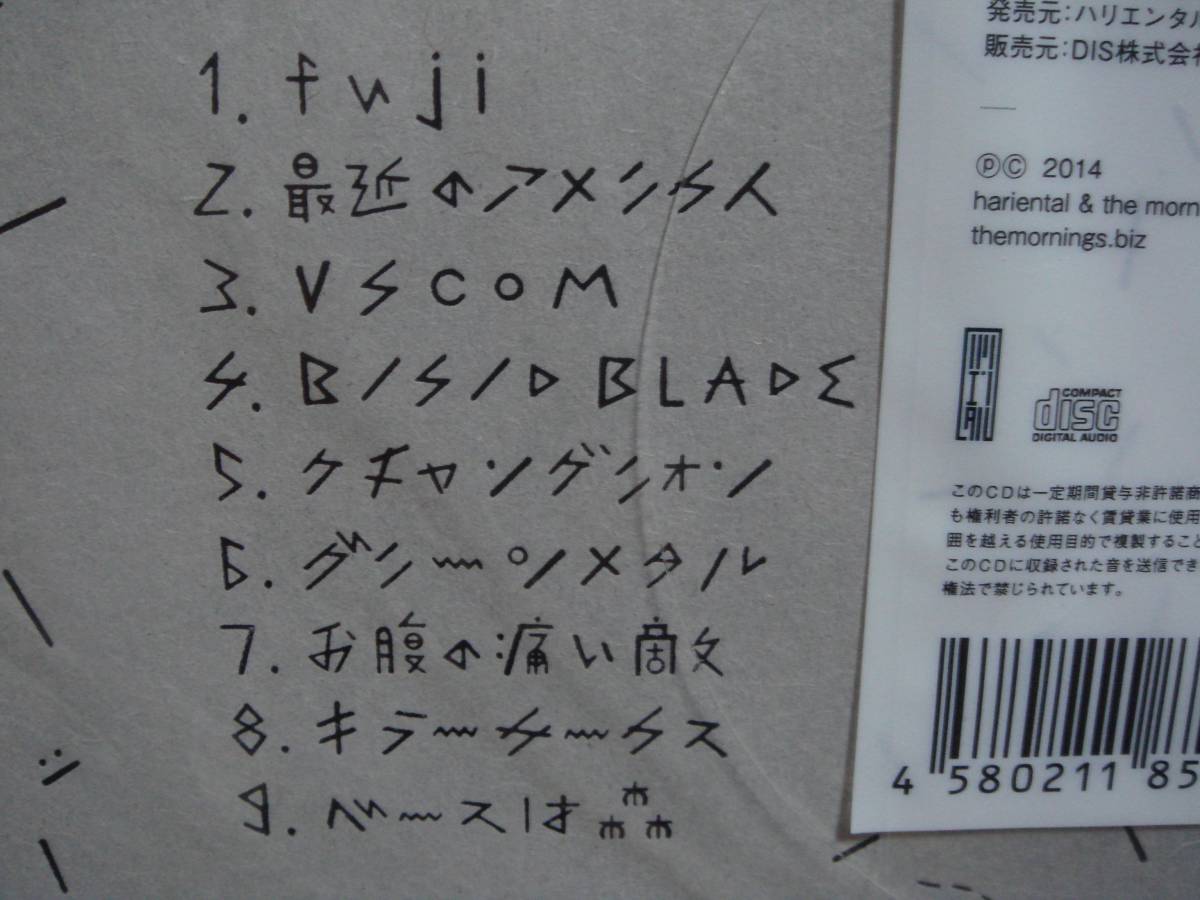 1. fuji
2. 最近のアメリカ人
3. VSCOM
4. BISID BLADE
5. ケチャングリオン
6. グリーンメタル
7. お腹の痛い敵
8. キラーチーカス
9. ベースは森
発売元:ハリエンタル
販売元:DIS株式会社
℗© 2014
hariental & the morn
themornings.biz
COMPACT
disc
DIGITAL AUDIO
このCDは一定期間貸与非許諾商
も権利者の許諾なく賃貸業に使用
囲を越える使用目的で複製すること
このCDに収録された音を送信でき
権法で禁じられています。
4 580211 85